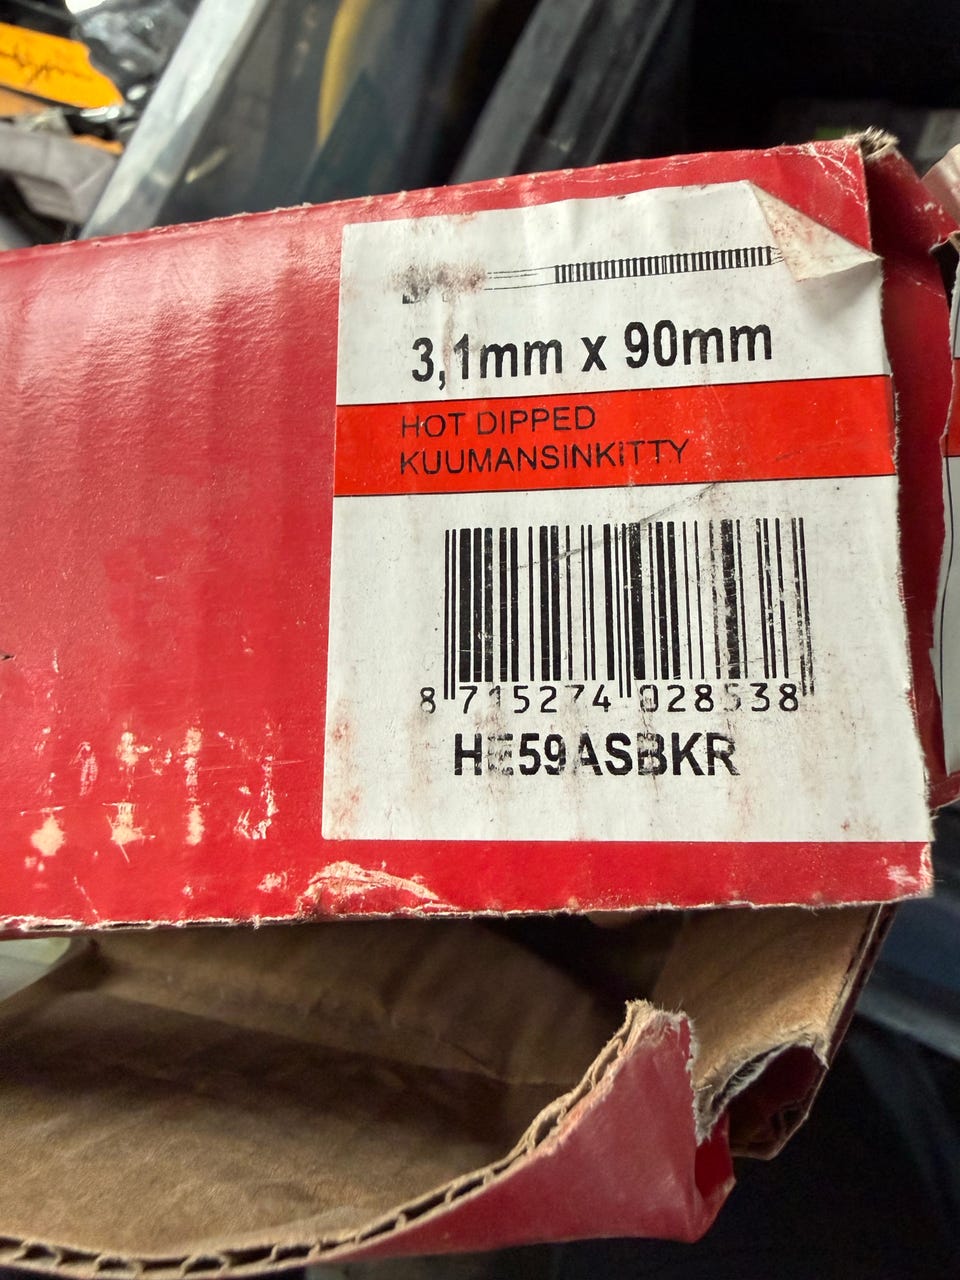 3,1mm x 90mm
HOT DIPPED
KUUMANSINKITTY
8 715274 028538
HE59ASBKR